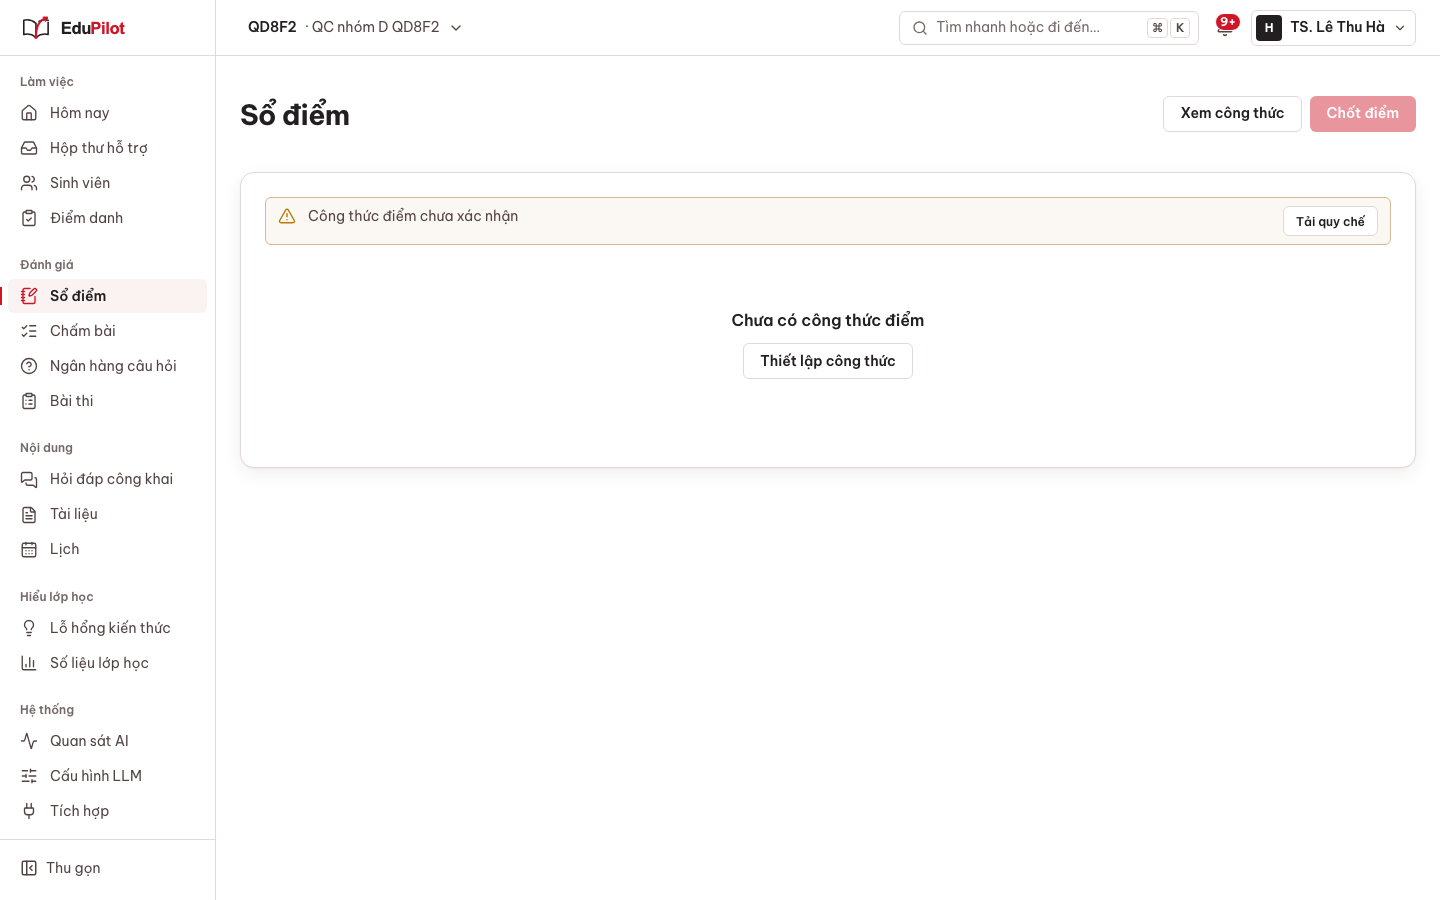 EduPilot
QD8F2 · QC nhóm D QD8F2
Tìm nhanh hoặc đi đến...
⌘ K
9+
H TS. Lê Thu Hà
Làm việc
Hôm nay
Hộp thư hỗ trợ
Sinh viên
Điểm danh
Đánh giá
Sổ điểm
Chấm bài
Ngân hàng câu hỏi
Bài thi
Nội dung
Hỏi đáp công khai
Tài liệu
Lịch
Hiểu lớp học
Lỗ hổng kiến thức
Số liệu lớp học
Hệ thống
Quan sát AI
Cấu hình LLM
Tích hợp
Thu gọn
Sổ điểm
Xem công thức
Chốt điểm
Công thức điểm chưa xác nhận
Tải quy chế
Chưa có công thức điểm
Thiết lập công thức